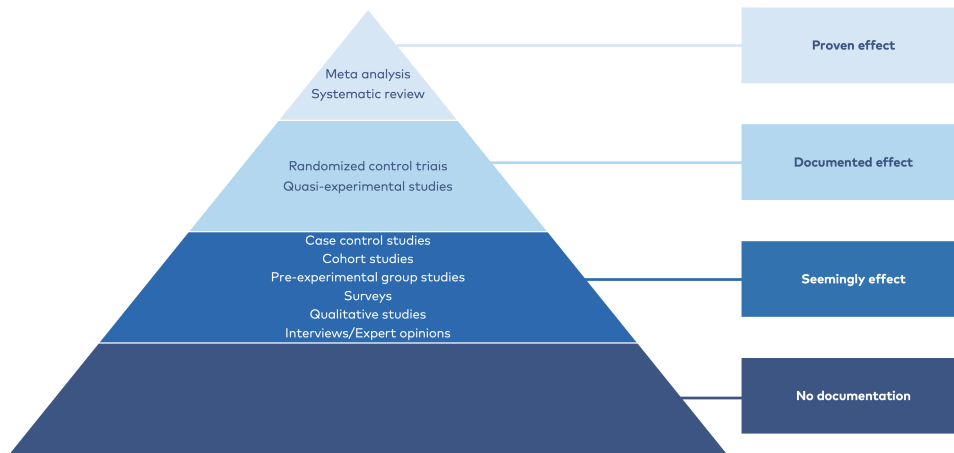 Meta analysis
Systematic review
Proven effect
Randomized control triais
Quasi-experimental studies
Documented effect
Case control studies
Cohort studies
Pre-experimental group studies
Surveys
Qualitative studies
Interviews/Expert opinions
Seemingly effect
No documentation